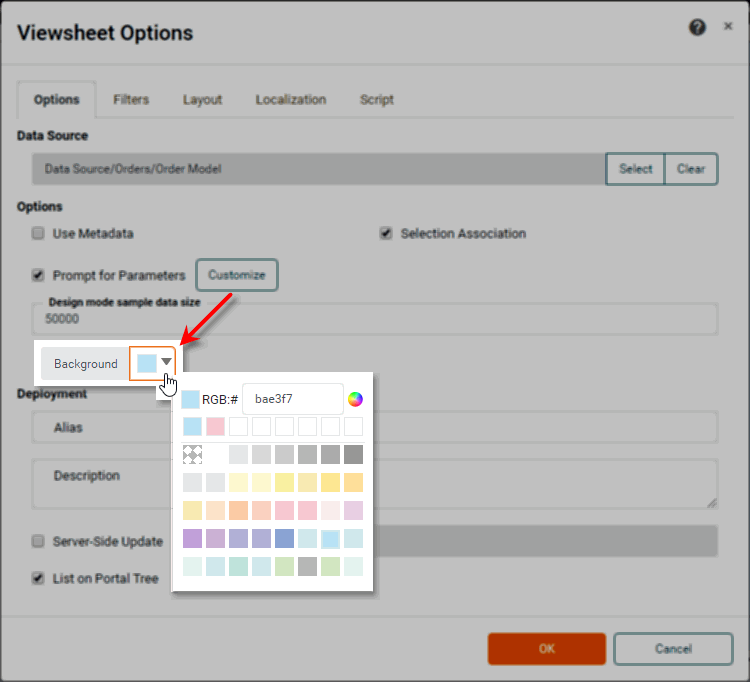 Viewsheet Options
Options Filters Layout Localization Script
Data Source
Data Source/Orders/Order Model Select Clear
Options
Use Metadata Selection Association
Prompt for Parameters Customize
Design mode sample data size
50000
Background
RGB:# bae3f7
Deployment
Alias
Description
Server-Side Update
List on Portal Tree
OK Cancel